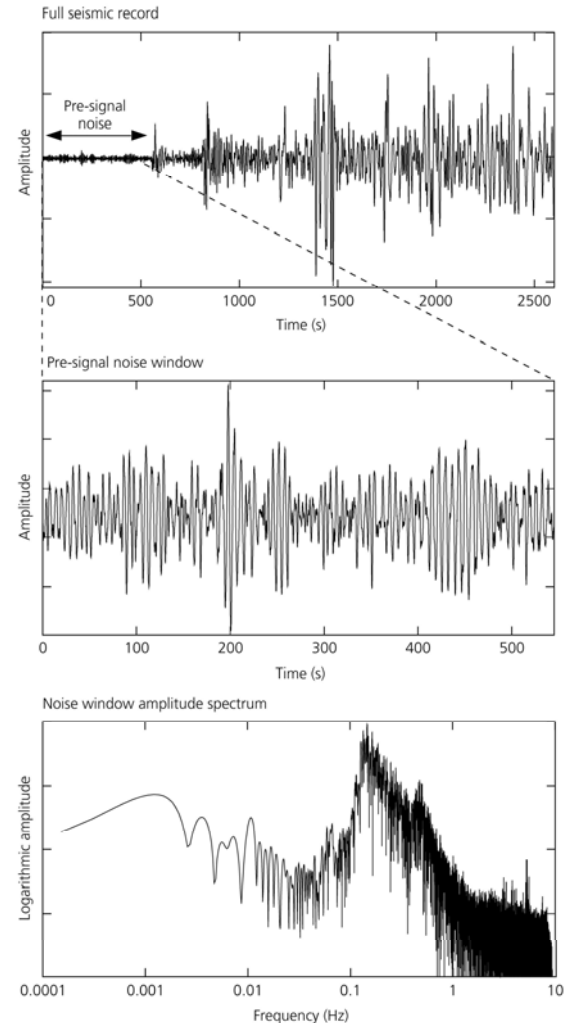 Full seismic record
Pre-signal
noise
Amplitude
0 500 1000 1500 2000 2500
Time (s)
Pre-signal noise window
Amplitude
0 100 200 300 400 500
Time (s)
Noise window amplitude spectrum
Logarithmic amplitude
0.0001 0.001 0.01 0.1 1 10
Frequency (Hz)